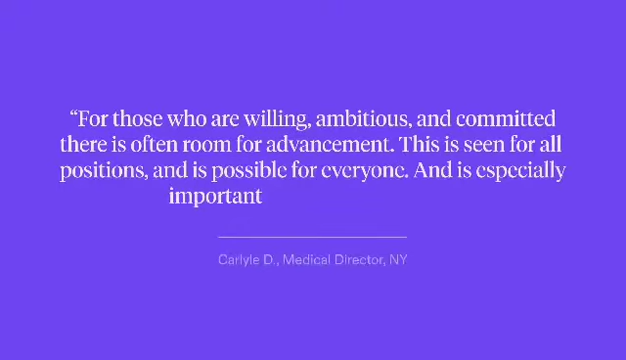 “For those who are willing, ambitious, and committed
there is often room for advancement. This is seen for all
positions, and is possible for everyone. And is especially
important
Carlyle D., Medical Director, NY